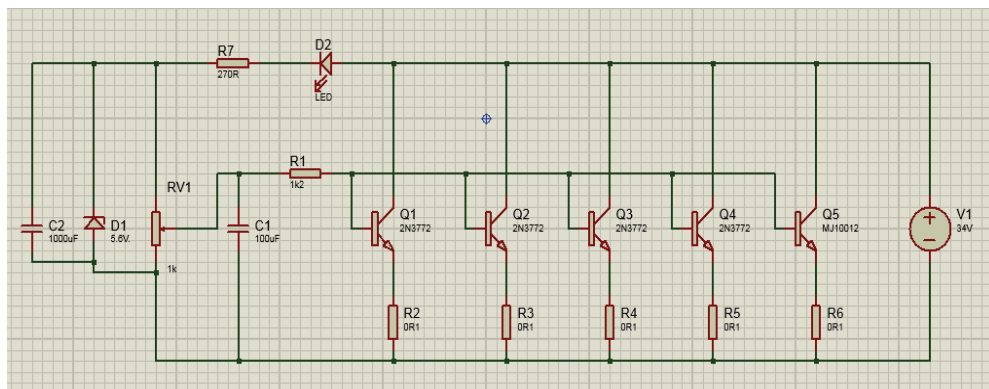 D2
R7
270R
LED
R1
1k2
RV1
1k
C2
1000uF
D1
5.6V.
C1
100uF
Q1
2N3772
Q2
2N3772
Q3
2N3772
Q4
2N3772
Q5
MJ10012
V1
34V
R2
0R1
R3
0R1
R4
0R1
R5
0R1
R6
0R1